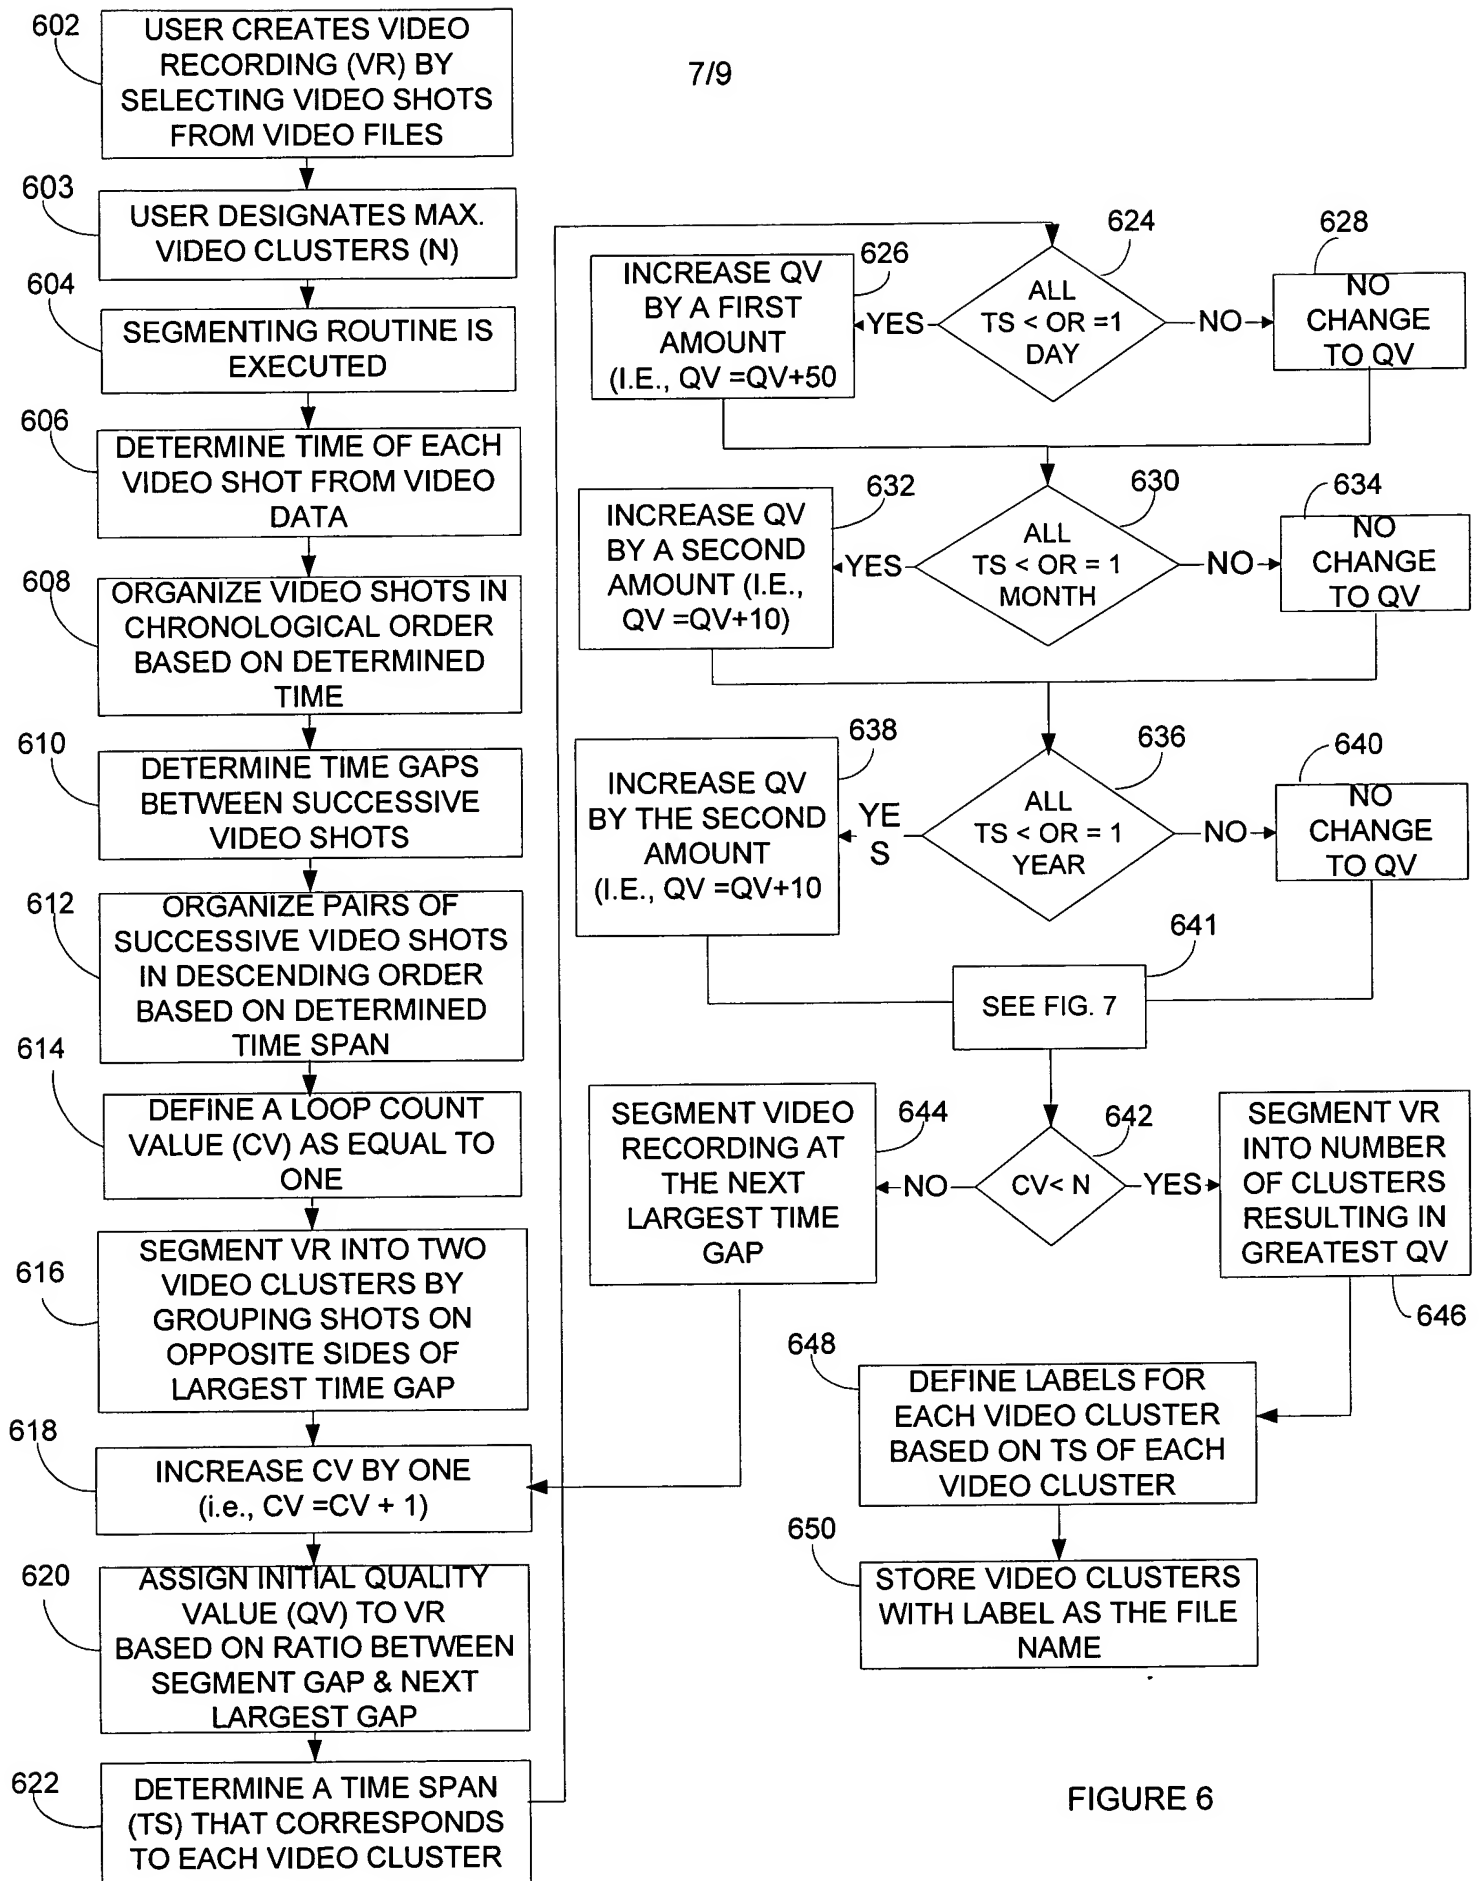 7/9
602
USER CREATES VIDEO
RECORDING (VR) BY
SELECTING VIDEO SHOTS
FROM VIDEO FILES
603
USER DESIGNATES MAX.
VIDEO CLUSTERS (N)
604
SEGMENTING ROUTINE IS
EXECUTED
606
DETERMINE TIME OF EACH
VIDEO SHOT FROM VIDEO
DATA
608
ORGANIZE VIDEO SHOTS IN
CHRONOLOGICAL ORDER
BASED ON DETERMINED
TIME
610
DETERMINE TIME GAPS
BETWEEN SUCCESSIVE
VIDEO SHOTS
612
ORGANIZE PAIRS OF
SUCCESSIVE VIDEO SHOTS
IN DESCENDING ORDER
BASED ON DETERMINED
TIME SPAN
614
DEFINE A LOOP COUNT
VALUE (CV) AS EQUAL TO
ONE
616
SEGMENT VR INTO TWO
VIDEO CLUSTERS BY
GROUPING SHOTS ON
OPPOSITE SIDES OF
LARGEST TIME GAP
618
INCREASE CV BY ONE
(i.e., CV =CV + 1)
620
ASSIGN INITIAL QUALITY
VALUE (QV) TO VR
BASED ON RATIO BETWEEN
SEGMENT GAP & NEXT
LARGEST GAP
622
DETERMINE A TIME SPAN
(TS) THAT CORRESPONDS
TO EACH VIDEO CLUSTER
624
ALL
TS < OR =1
DAY
YES
626
INCREASE QV
BY A FIRST
AMOUNT
(I.E., QV =QV+50
NO
628
NO
CHANGE
TO QV
630
ALL
TS < OR = 1
MONTH
YES
632
INCREASE QV
BY A SECOND
AMOUNT (I.E.,
QV =QV+10)
NO
634
NO
CHANGE
TO QV
636
ALL
TS < OR = 1
YEAR
YE
S
638
INCREASE QV
BY THE SECOND
AMOUNT
(I.E., QV =QV+10
NO
640
NO
CHANGE
TO QV
641
SEE FIG. 7
642
CV< N
NO
644
SEGMENT VIDEO
RECORDING AT
THE NEXT
LARGEST TIME
GAP
YES
SEGMENT VR
INTO NUMBER
OF CLUSTERS
RESULTING IN
GREATEST QV
646
648
DEFINE LABELS FOR
EACH VIDEO CLUSTER
BASED ON TS OF EACH
VIDEO CLUSTER
650
STORE VIDEO CLUSTERS
WITH LABEL AS THE FILE
NAME
FIGURE 6